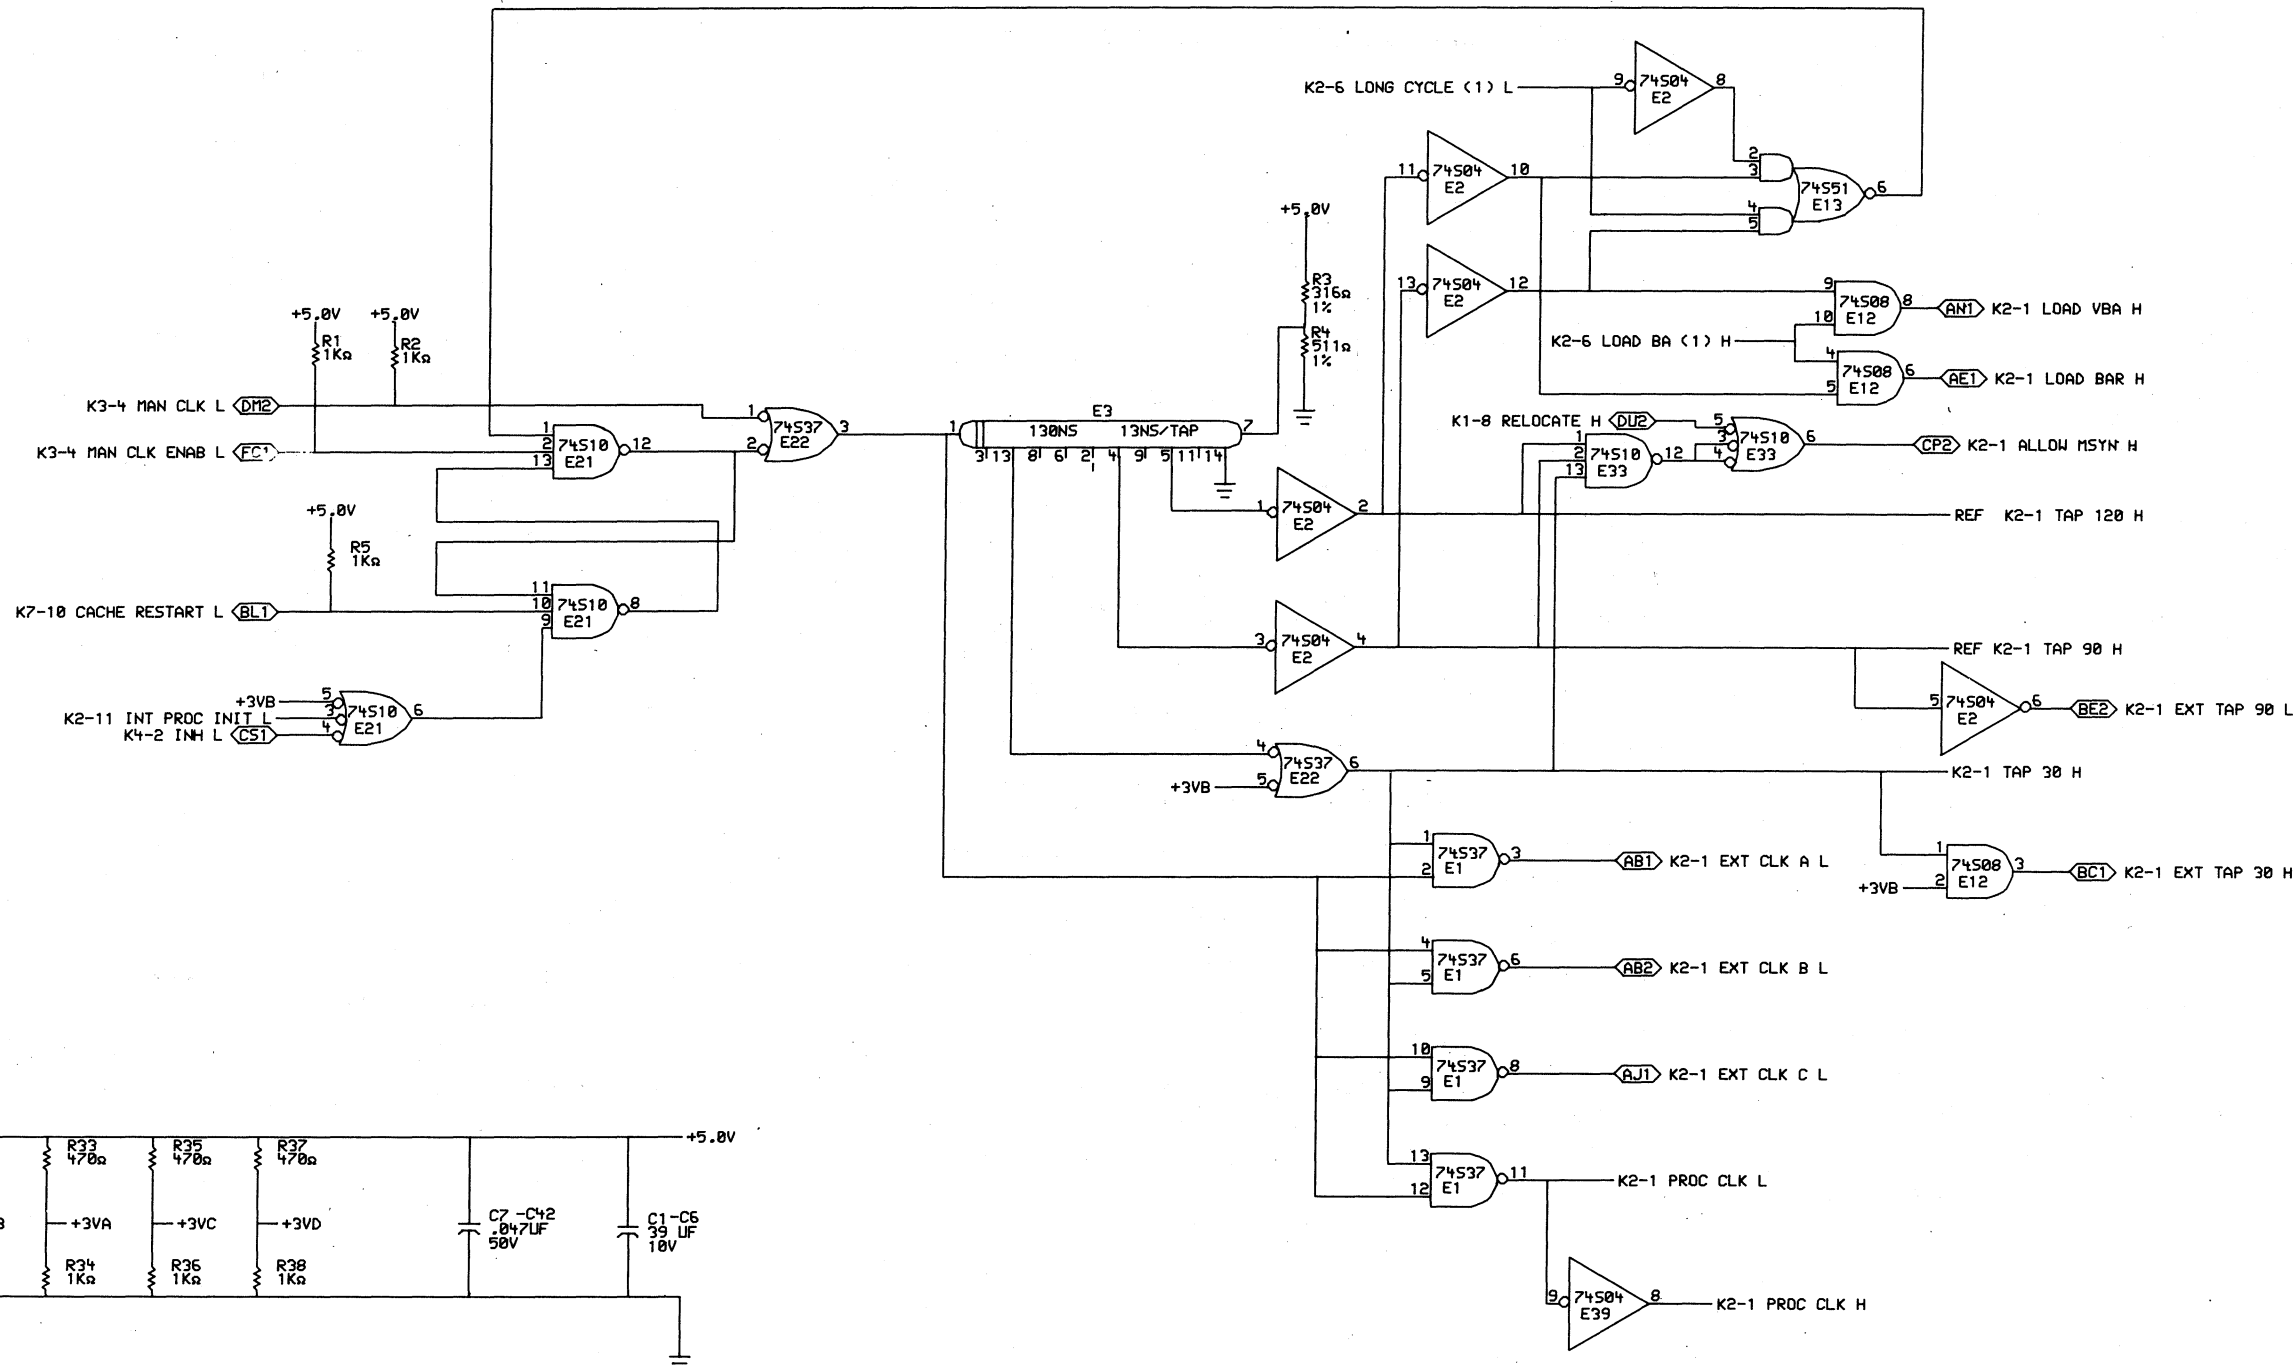 K2-6 LONG CYCLE (1) L
9
74S04
E2
8
11
74S04
E2
10
2
3
4
5
74S51
E13
6
+5.0V
R3
316Ω
1%
R4
511Ω
1%
13
74S04
E2
12
9
10
74S08
E12
8
AN1
K2-1 LOAD VBA H
K2-6 LOAD BA (1) H
4
5
74S08
E12
6
AE1
K2-1 LOAD BAR H
+5.0V
R1
1KΩ
+5.0V
R2
1KΩ
K3-4 MAN CLK L
DM2
K3-4 MAN CLK ENAB L
1
2
13
74S10
E21
12
1
2
74S37
E22
3
1
E3
130NS
13NS/TAP
7
3
13
8
6
2
4
9
5
11
14
1
K1-8 RELOCATE H
DU2
1
2
13
74S10
E33
12
5
3
4
74S10
E33
6
CP2
K2-1 ALLOW MSYN H
1
74S04
E2
2
REF K2-1 TAP 120 H
+5.0V
R5
1KΩ
K7-10 CACHE RESTART L
BL1
11
10
9
74S10
E21
8
3
74S04
E2
4
REF K2-1 TAP 90 H
5
74S04
E2
6
BE2
K2-1 EXT TAP 90 L
+3VB
5
K2-11 INT PROC INIT L
3
K4-2 INH L
CS1
4
74S10
E21
6
4
+3VB
5
74S37
E22
6
K2-1 TAP 30 H
1
+3VB
2
74S08
E12
3
BC1
K2-1 EXT TAP 30 H
1
2
74S37
E1
3
AB1
K2-1 EXT CLK A L
4
5
74S37
E1
6
AB2
K2-1 EXT CLK B L
10
9
74S37
E1
8
AJ1
K2-1 EXT CLK C L
13
12
74S37
E1
11
K2-1 PROC CLK L
9
74S04
E39
8
K2-1 PROC CLK H
+5.0V
R33
470Ω
R35
470Ω
R37
470Ω
+3VA
+3VC
+3VD
R34
1KΩ
R36
1KΩ
R38
1KΩ
C7 -C42
.047UF
50V
C1-C6
39 UF
10V